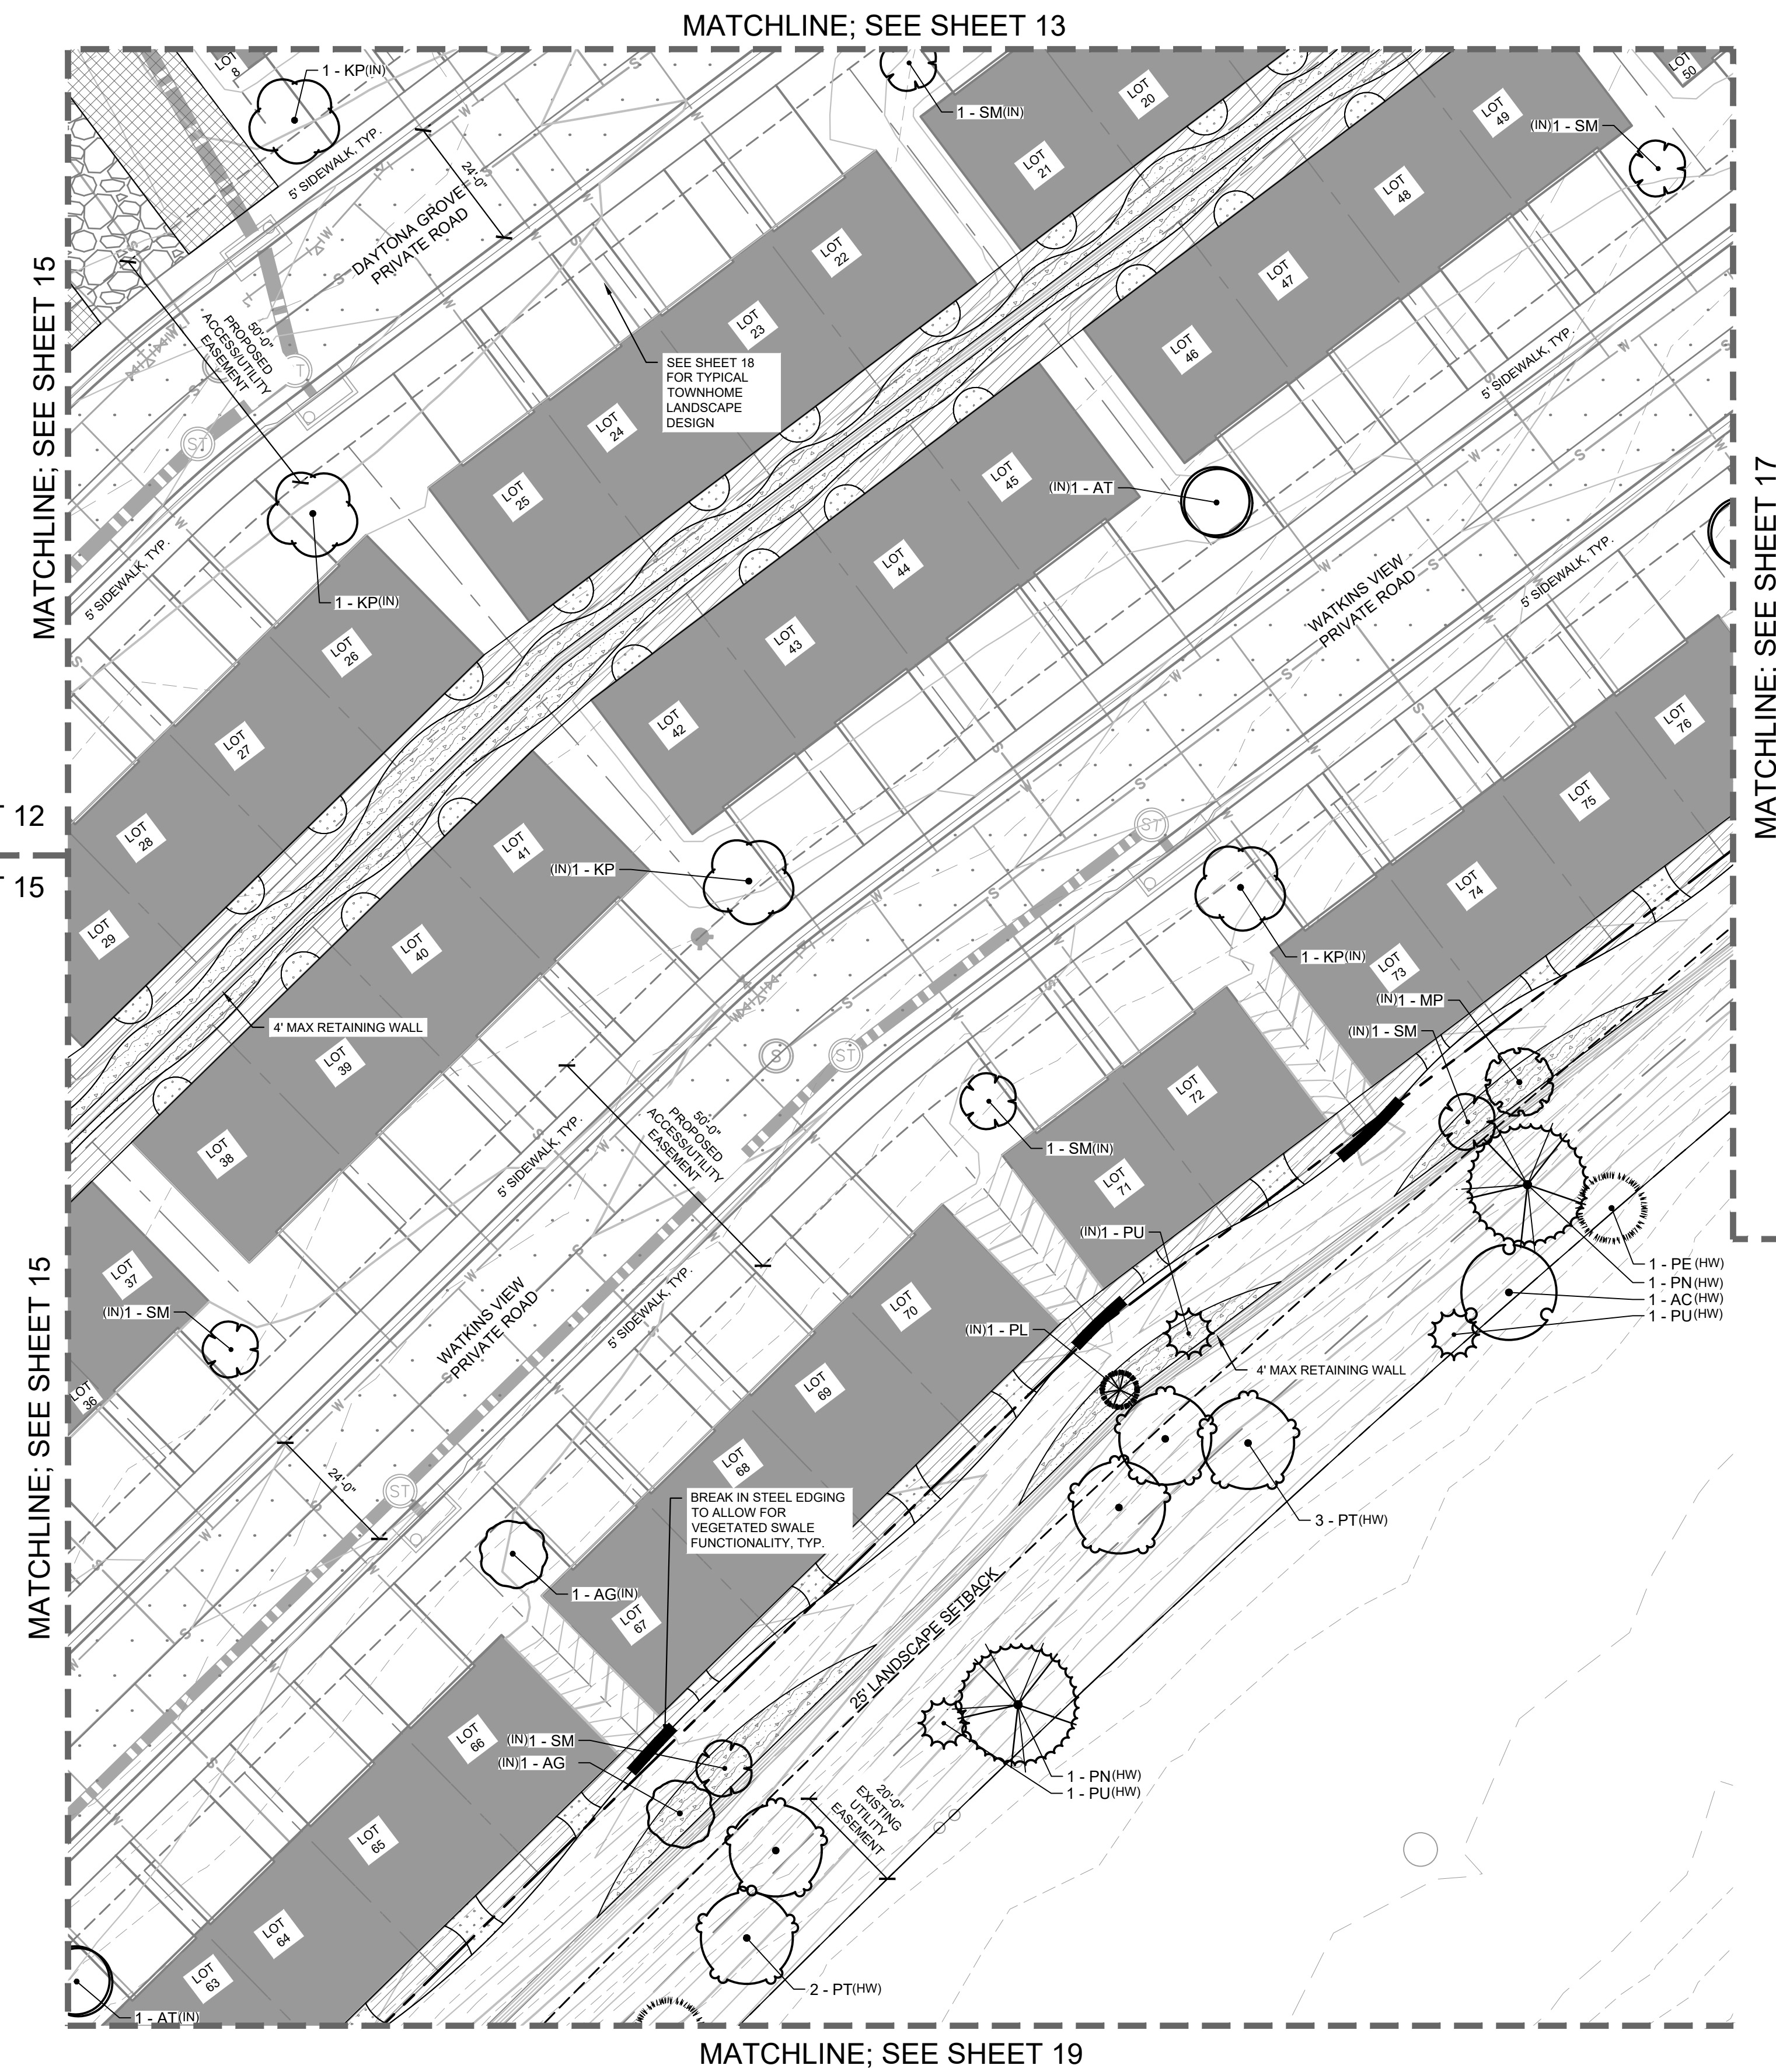 MATCHLINE; SEE SHEET 13
LOT
8
1 - KP(IN)
5' SIDEWALK, TYP.
24'-0"
DAYTONA GROVE
PRIVATE ROAD
1 - SM(IN)
LOT
20
LOT
21
LOT
49
LOT
50
(IN)1 - SM
LOT
48
LOT
47
LOT
46
LOT
22
LOT
23
LOT
24
LOT
25
MATCHLINE; SEE SHEET 15
50'-0"
PROPOSED
ACCESS/UTILITY
EASEMENT
T
ST
SEE SHEET 18
FOR TYPICAL
TOWNHOME
LANDSCAPE
DESIGN
5' SIDEWALK, TYP.
LOT
45
(IN)1 - AT
LOT
44
LOT
43
LOT
42
MATCHLINE; SEE SHEET 17
5' SIDEWALK, TYP.
WATKINS VIEW
PRIVATE ROAD
5' SIDEWALK, TYP.
1 - KP(IN)
LOT
26
LOT
27
LOT
28
LOT
29
T 12
T 15
LOT
41
LOT
40
LOT
39
LOT
38
(IN)1 - KP
4' MAX RETAINING WALL
ST
LOT
76
LOT
75
LOT
74
LOT
73
1 - KP(IN)
(IN)1 - MP
(IN)1 - SM
S
ST
LOT
72
LOT
71
1 - SM(IN)
50'-0"
PROPOSED
ACCESS/UTILITY
EASEMENT
5' SIDEWALK, TYP.
(IN)1 - PU
(IN)1 - PL
1 - PE(HW)
1 - PN(HW)
1 - AC(HW)
1 - PU(HW)
4' MAX RETAINING WALL
MATCHLINE; SEE SHEET 15
LOT
37
(IN)1 - SM
LOT
36
WATKINS VIEW
PRIVATE ROAD
5' SIDEWALK, TYP.
24'-0"
ST
LOT
70
LOT
69
LOT
68
LOT
67
BREAK IN STEEL EDGING
TO ALLOW FOR
VEGETATED SWALE
FUNCTIONALITY, TYP.
3 - PT(HW)
1 - AG(IN)
25' LANDSCAPE SETBACK
LOT
66
LOT
65
LOT
64
LOT
63
(IN)1 - SM
(IN)1 - AG
1 - PN(HW)
1 - PU(HW)
20'-0"
EXISTING
UTILITY
EASEMENT
2 - PT(HW)
1 - AT(IN)
MATCHLINE; SEE SHEET 19